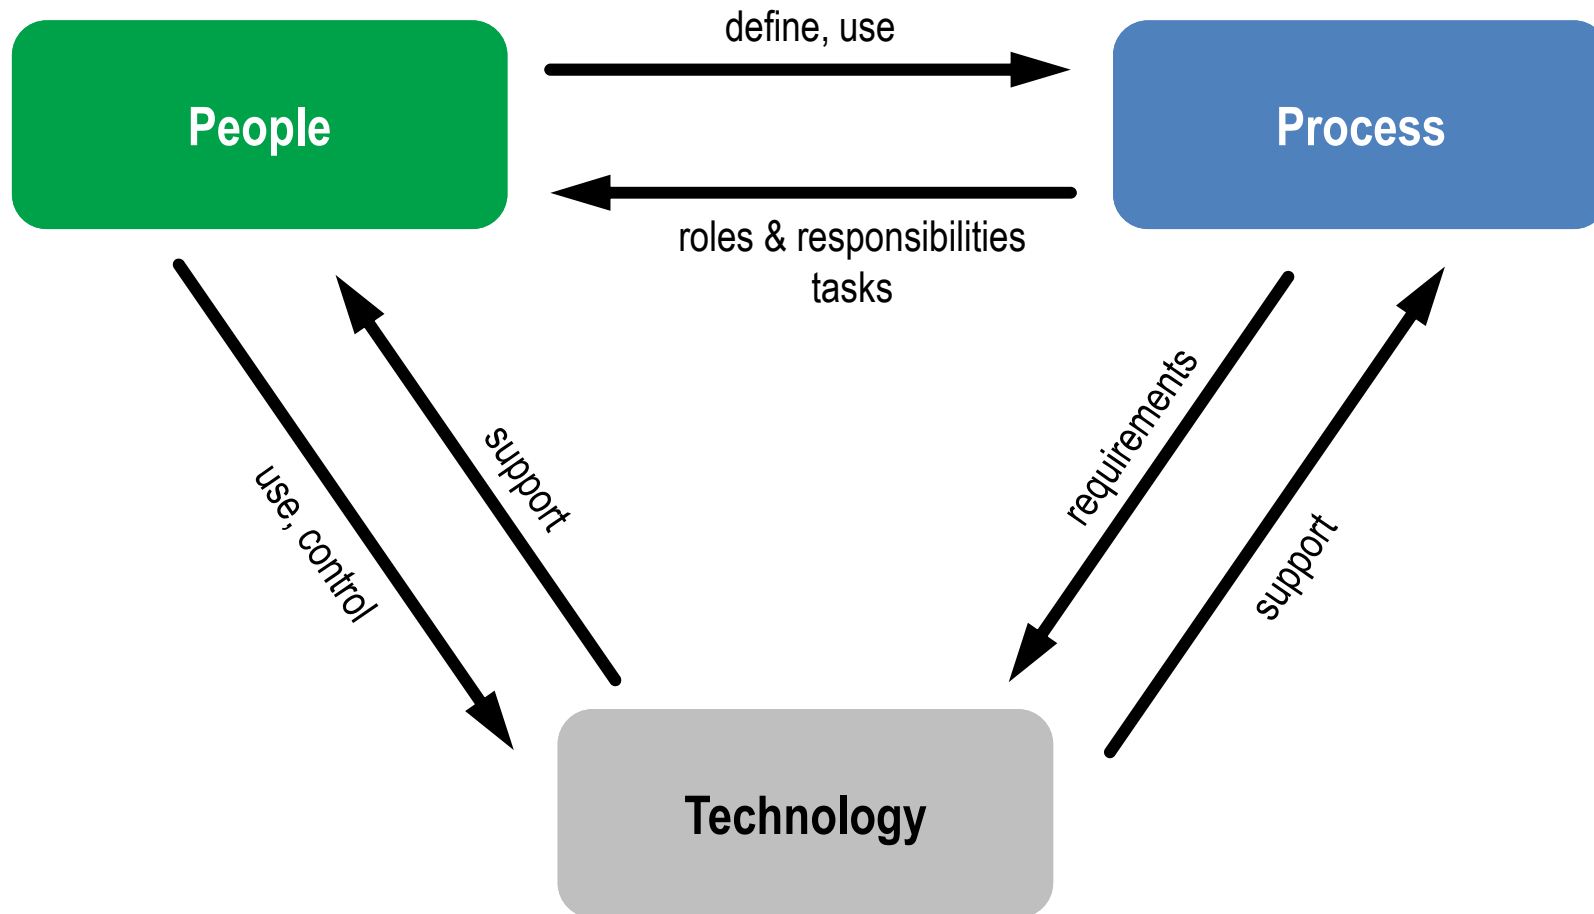 define, use
People
Process
roles & responsibilities
tasks
use, control
support
requirements
support
Technology